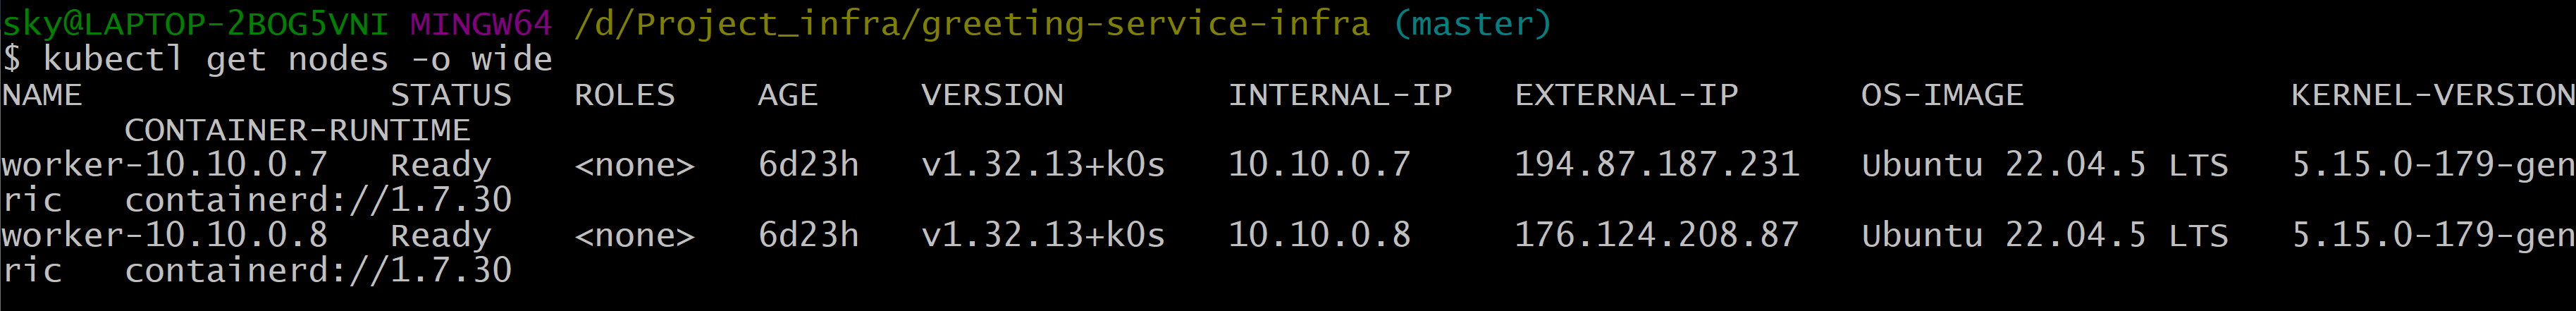 sky@LAPTOP-2BOG5VNI MINGW64 /d/Project_infra/greeting-service-infra (master)
$ kubectl get nodes -o wide
NAME               STATUS   ROLES    AGE     VERSION        INTERNAL-IP   EXTERNAL-IP      OS-IMAGE             KERNEL-VERSION
      CONTAINER-RUNTIME
worker-10.10.0.7   Ready    <none>   6d23h   v1.32.13+k0s   10.10.0.7     194.87.187.231   Ubuntu 22.04.5 LTS   5.15.0-179-gen
ric   containerd://1.7.30
worker-10.10.0.8   Ready    <none>   6d23h   v1.32.13+k0s   10.10.0.8     176.124.208.87   Ubuntu 22.04.5 LTS   5.15.0-179-gen
ric   containerd://1.7.30